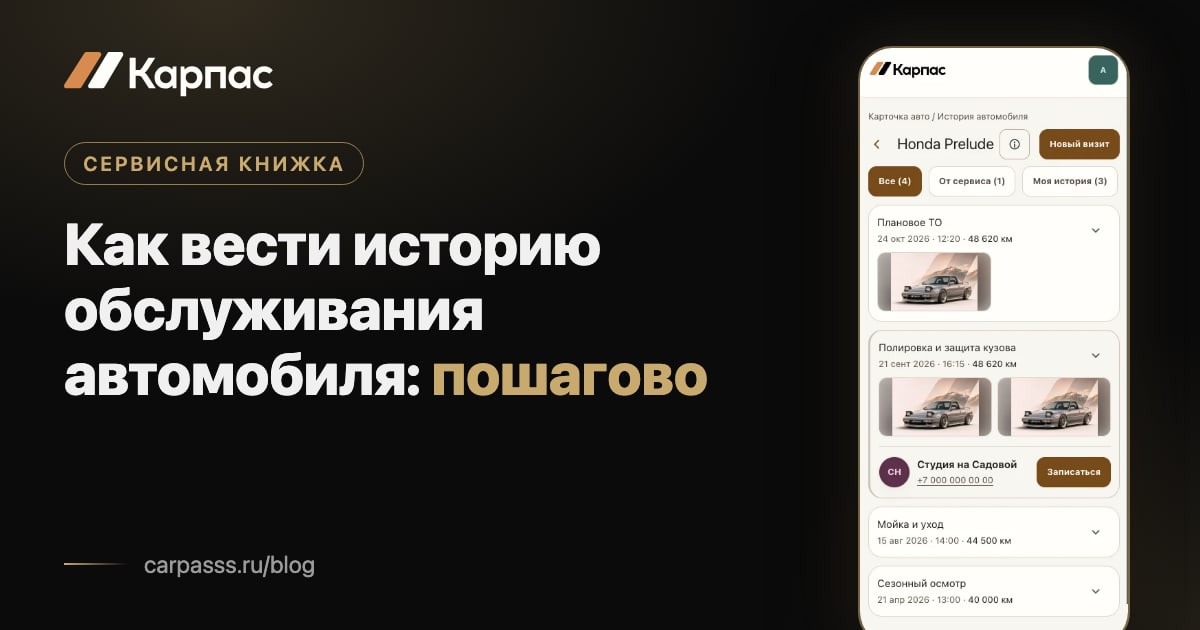 Карпас
СЕРВИСНАЯ КНИЖКА
Как вести историю
обслуживания
автомобиля: пошагово
carpasss.ru/blog
Карпас
А
Карточка авто / История автомобиля
Honda Prelude
Новый визит
Все (4)
От сервиса (1)
Моя история (3)
Плановое ТО
24 окт 2026 · 12:20 · 48 620 км
Полировка и защита кузова
21 сент 2026 · 16:15 · 48 620 км
СН
Студия на Садовой
+7 000 000 00 00
Записаться
Мойка и уход
15 авг 2026 · 14:00 · 44 500 км
Сезонный осмотр
21 апр 2026 · 13:00 · 40 000 км